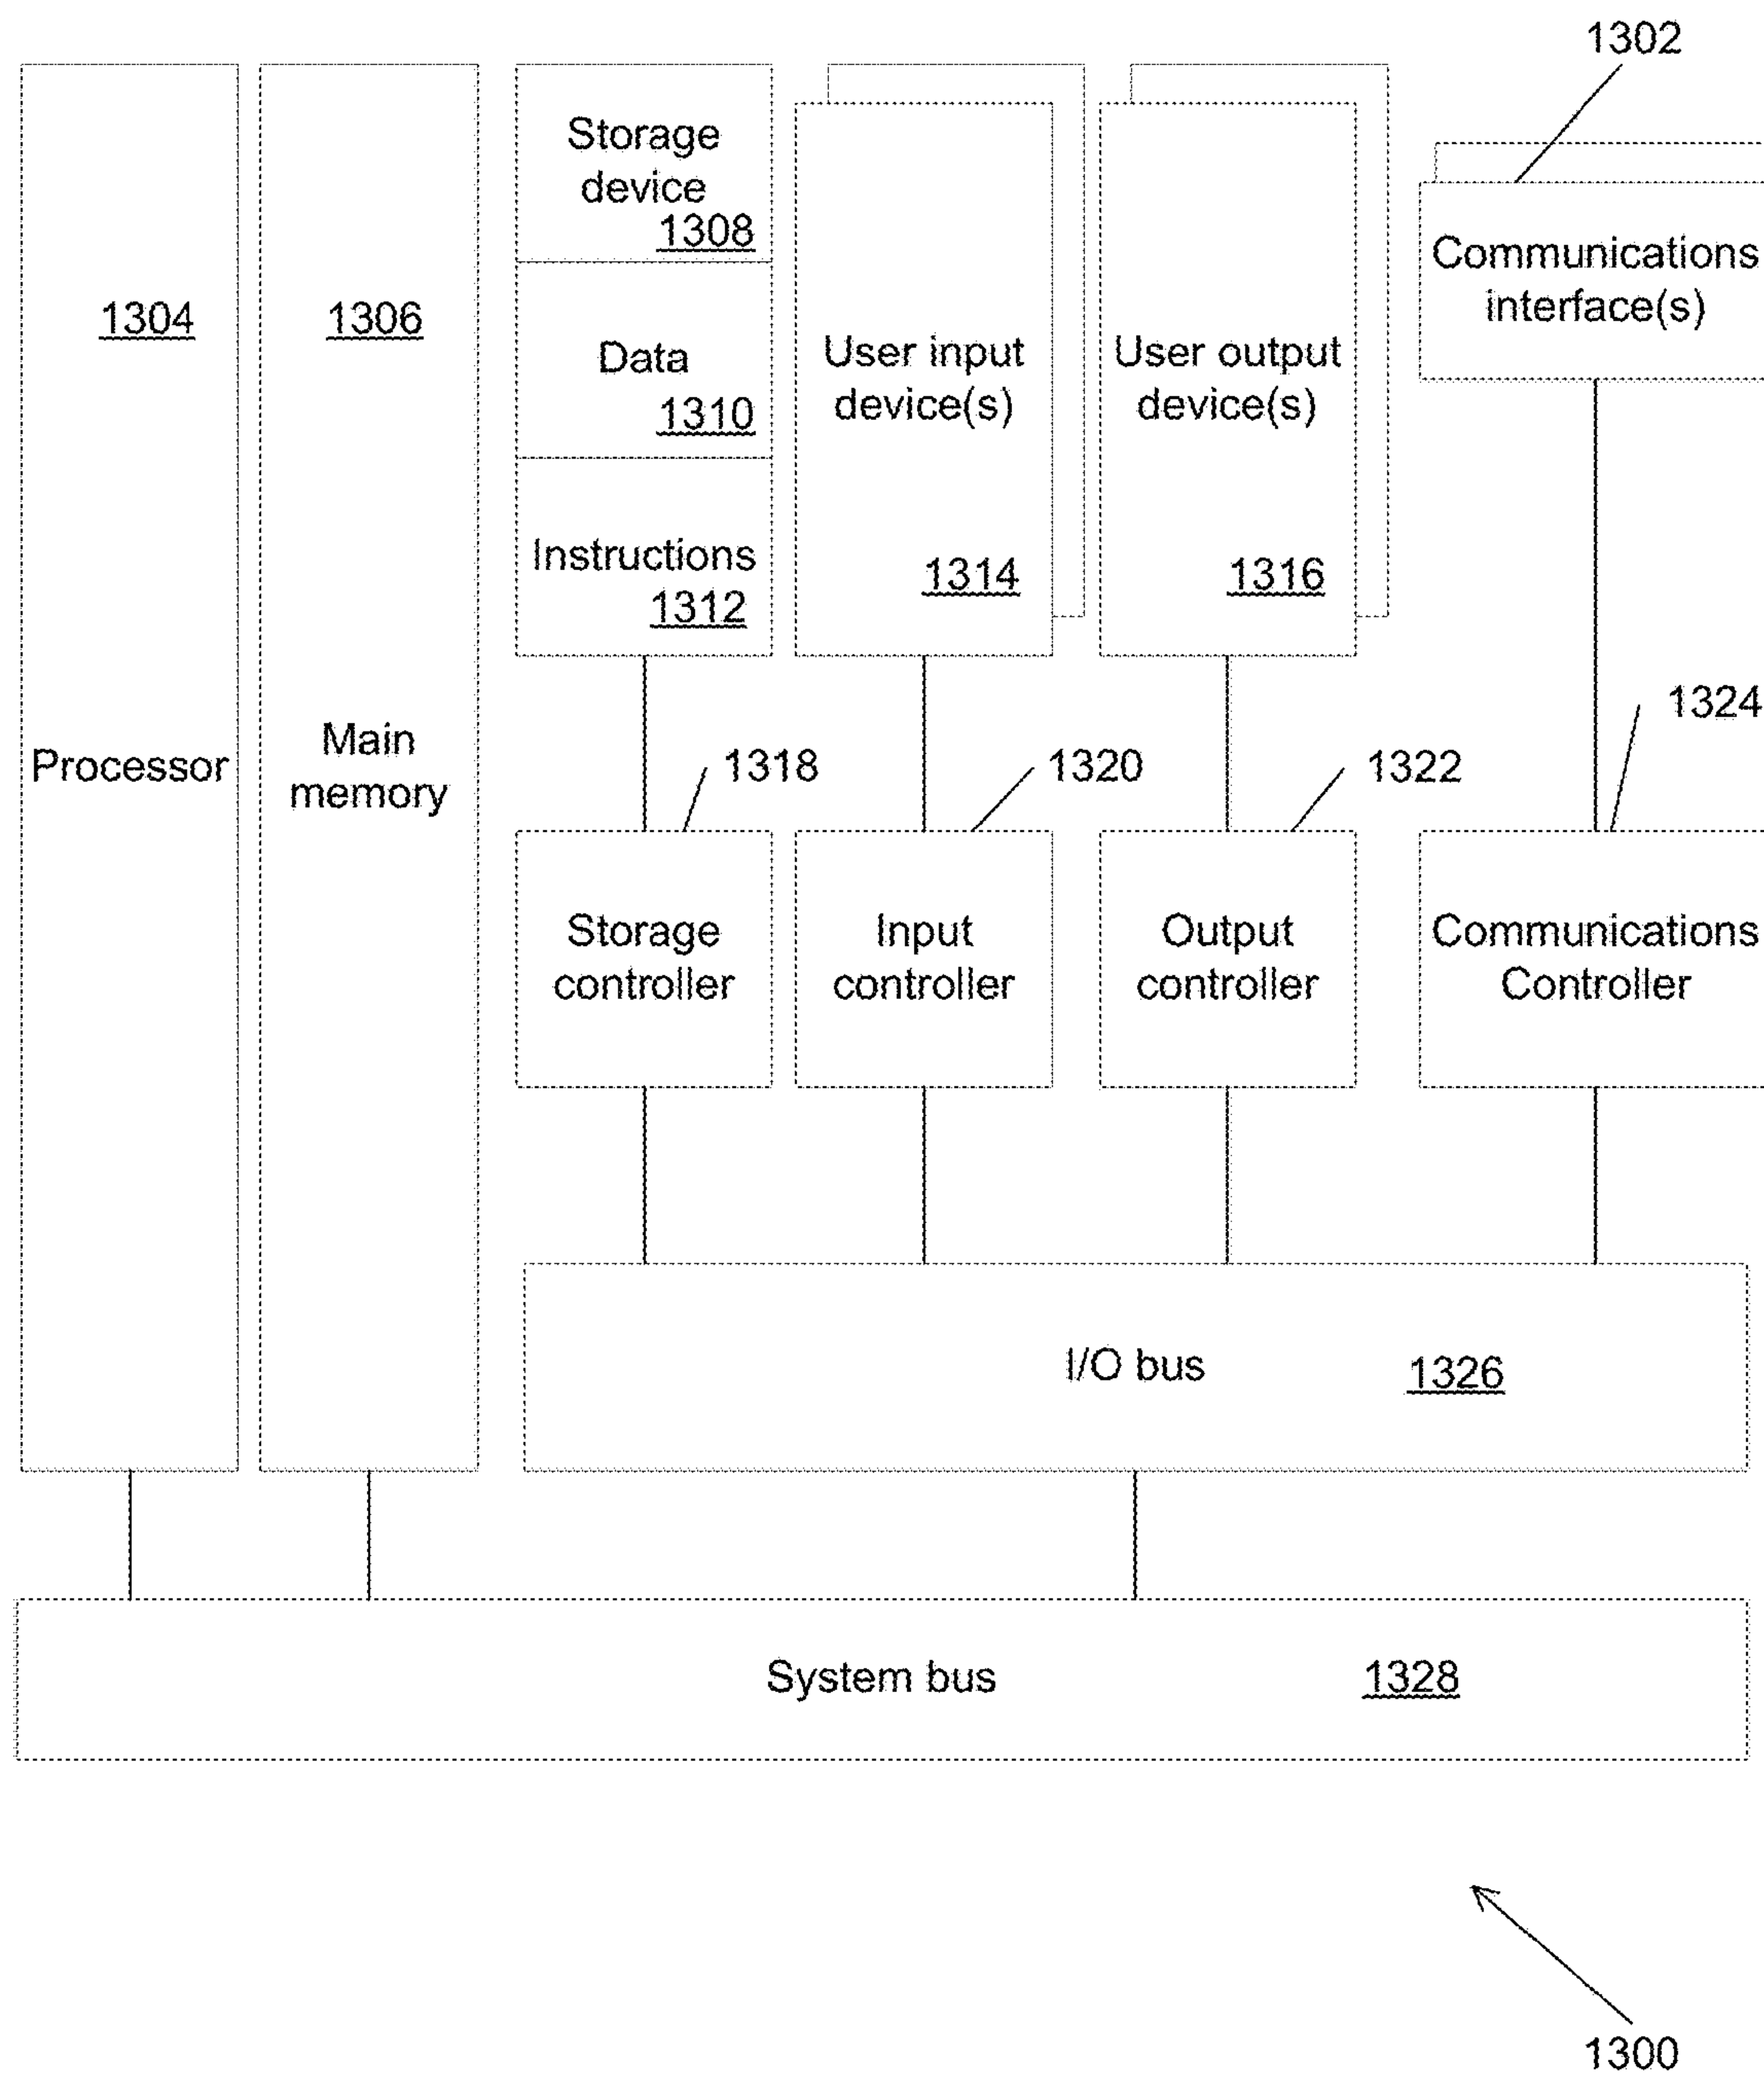 1302
Storage
device
1308
Communications
interface(s)
1304
1306
Data
1310
User input
device(s)
User output
device(s)
Instructions
1312
1314
1316
1324
Processor
Main
memory
1318
1320
1322
Storage
controller
Input
controller
Output
controller
Communications
Controller
I/O bus
1326
System bus
1328
1300